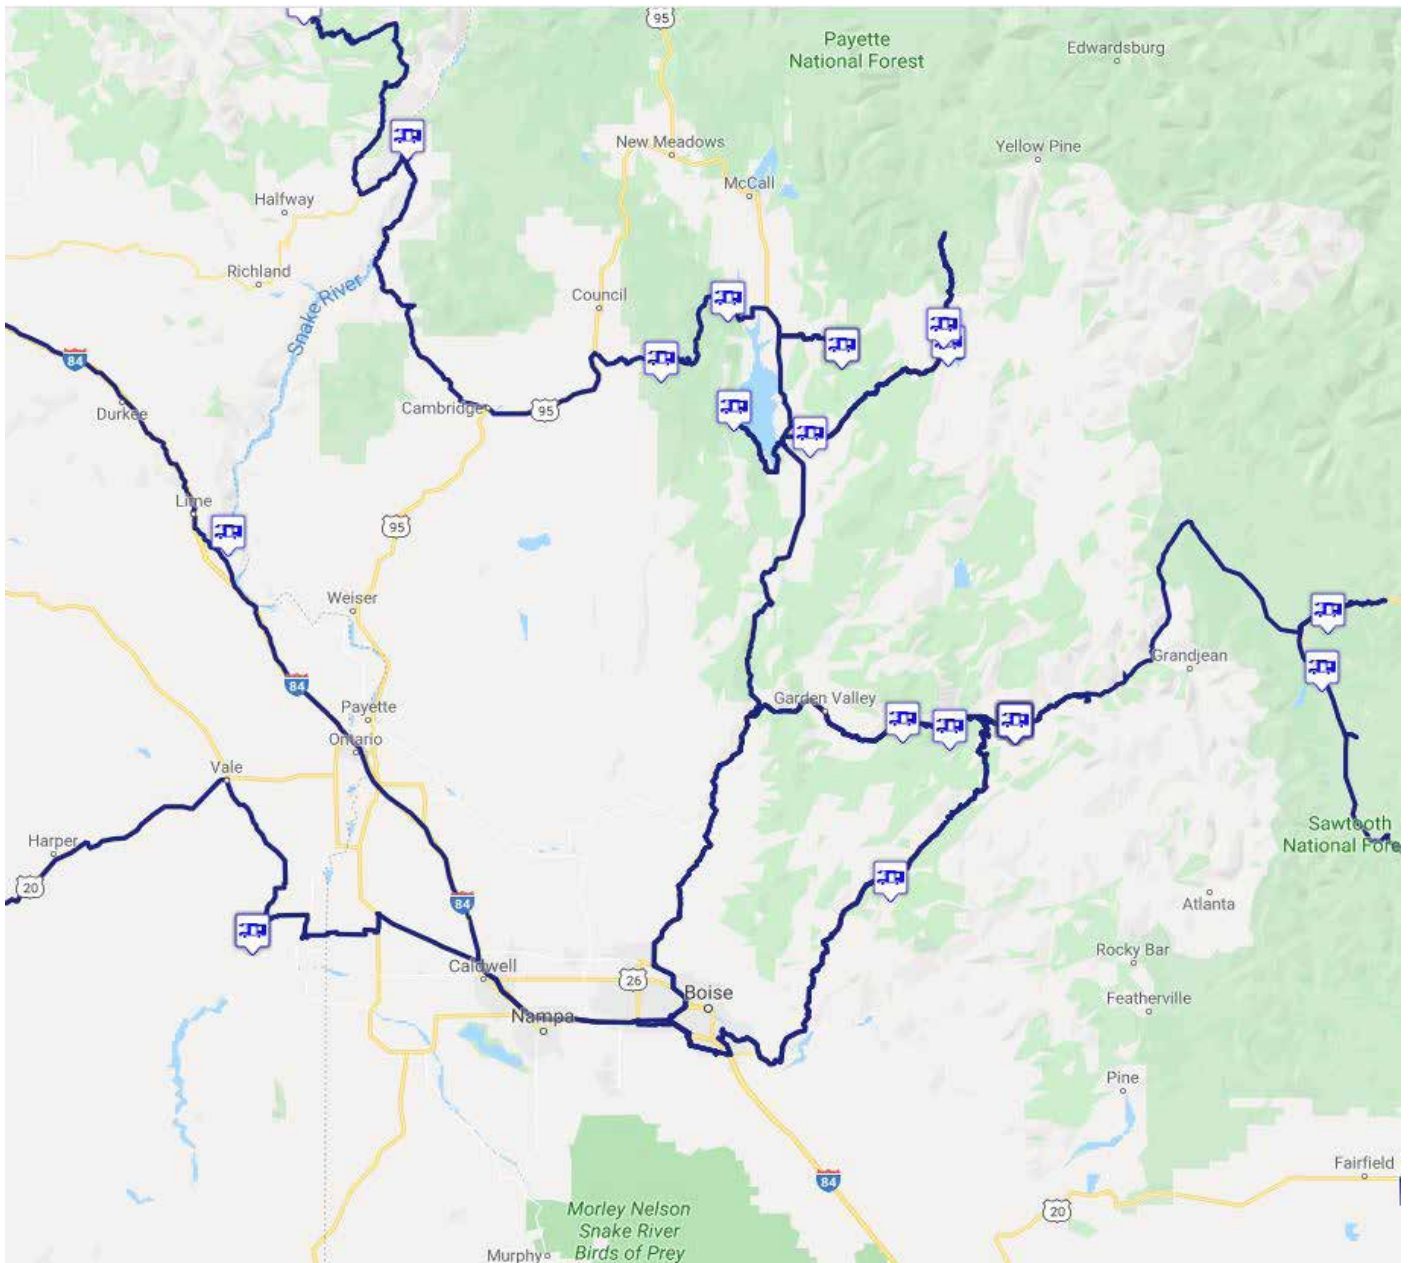 95
Payette
National Forest
Edwardsburg
New Meadows
Yellow Pine
McCall
Halfway
Richland
Snake River
Council
84
Durkee
Cambridge
95
Lime
95
Weiser
84
Grandjean
Payette
Garden Valley
Ontario
Vale
Harper
Sawtooth
National Fore
20
84
Atlanta
Rocky Bar
Caldwell
26
Boise
Featherville
Nampa
Pine
Fairfield
84
Morley Nelson
Snake River
Birds of Prey
20
Murphy